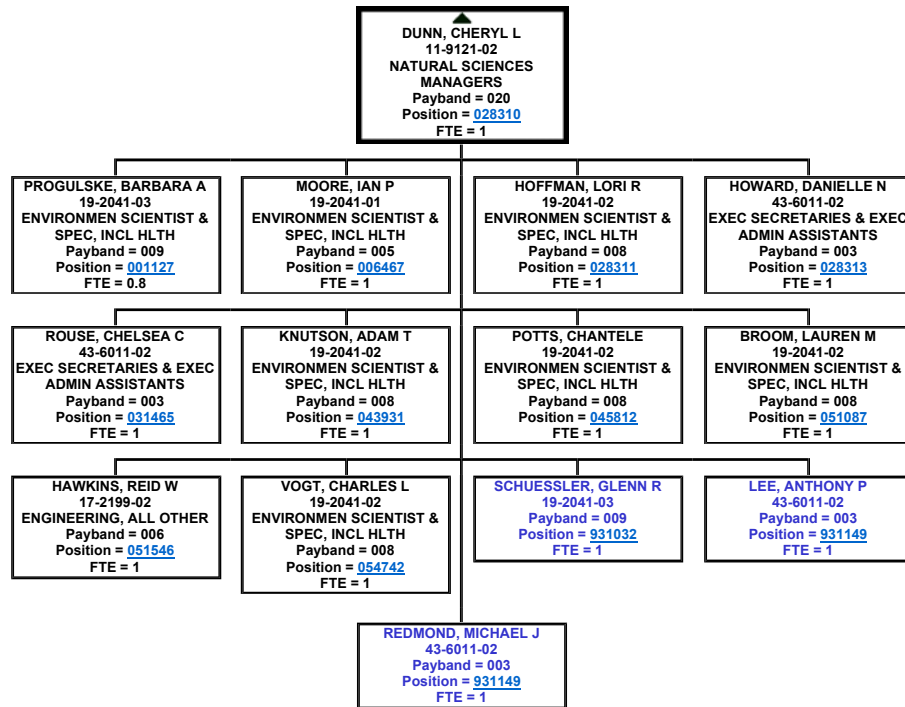 DUNN, CHERYL L
11-9121-02
NATURAL SCIENCES
MANAGERS
Payband = 020
Position = 028310
FTE = 1
PROGULSKE, BARBARA A
19-2041-03
ENVIRONMEN SCIENTIST &
SPEC, INCL HLTH
Payband = 009
Position = 001127
FTE = 0.8
MOORE, IAN P
19-2041-01
ENVIRONMEN SCIENTIST &
SPEC, INCL HLTH
Payband = 005
Position = 006467
FTE = 1
HOFFMAN, LORI R
19-2041-02
ENVIRONMEN SCIENTIST &
SPEC, INCL HLTH
Payband = 008
Position = 028311
FTE = 1
HOWARD, DANIELLE N
43-6011-02
EXEC SECRETARIES & EXEC
ADMIN ASSISTANTS
Payband = 003
Position = 028313
FTE = 1
ROUSE, CHELSEA C
43-6011-02
EXEC SECRETARIES & EXEC
ADMIN ASSISTANTS
Payband = 003
Position = 031465
FTE = 1
KNUTSON, ADAM T
19-2041-02
ENVIRONMEN SCIENTIST &
SPEC, INCL HLTH
Payband = 008
Position = 043931
FTE = 1
POTTS, CHANTELE
19-2041-02
ENVIRONMEN SCIENTIST &
SPEC, INCL HLTH
Payband = 008
Position = 045812
FTE = 1
BROOM, LAUREN M
19-2041-02
ENVIRONMEN SCIENTIST &
SPEC, INCL HLTH
Payband = 008
Position = 051087
FTE = 1
HAWKINS, REID W
17-2199-02
ENGINEERING, ALL OTHER
Payband = 006
Position = 051546
FTE = 1
VOGT, CHARLES L
19-2041-02
ENVIRONMEN SCIENTIST &
SPEC, INCL HLTH
Payband = 008
Position = 054742
FTE = 1
SCHUESSLER, GLENN R
19-2041-03
Payband = 009
Position = 931032
FTE = 1
LEE, ANTHONY P
43-6011-02
Payband = 003
Position = 931149
FTE = 1
REDMOND, MICHAEL J
43-6011-02
Payband = 003
Position = 931149
FTE = 1